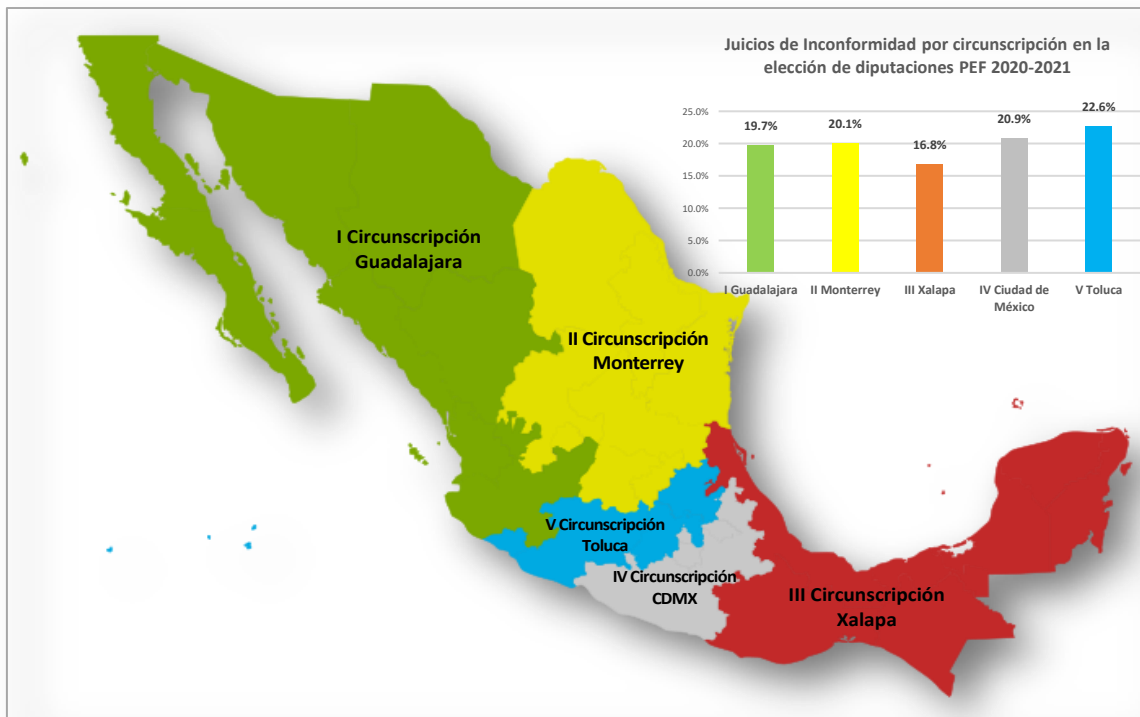 Juicios de Inconformidad por circunscripción en la
elección de diputaciones PEF 2020-2021
25.0%
20.0%
15.0%
10.0%
5.0%
0.0%
19.7%
20.1%
16.8%
20.9%
22.6%
I Guadalajara
II Monterrey
III Xalapa
IV Ciudad de
México
V Toluca
I Circunscripción
Guadalajara
II Circunscripción
Monterrey
V Circunscripción
Toluca
IV Circunscripción
CDMX
III Circunscripción
Xalapa